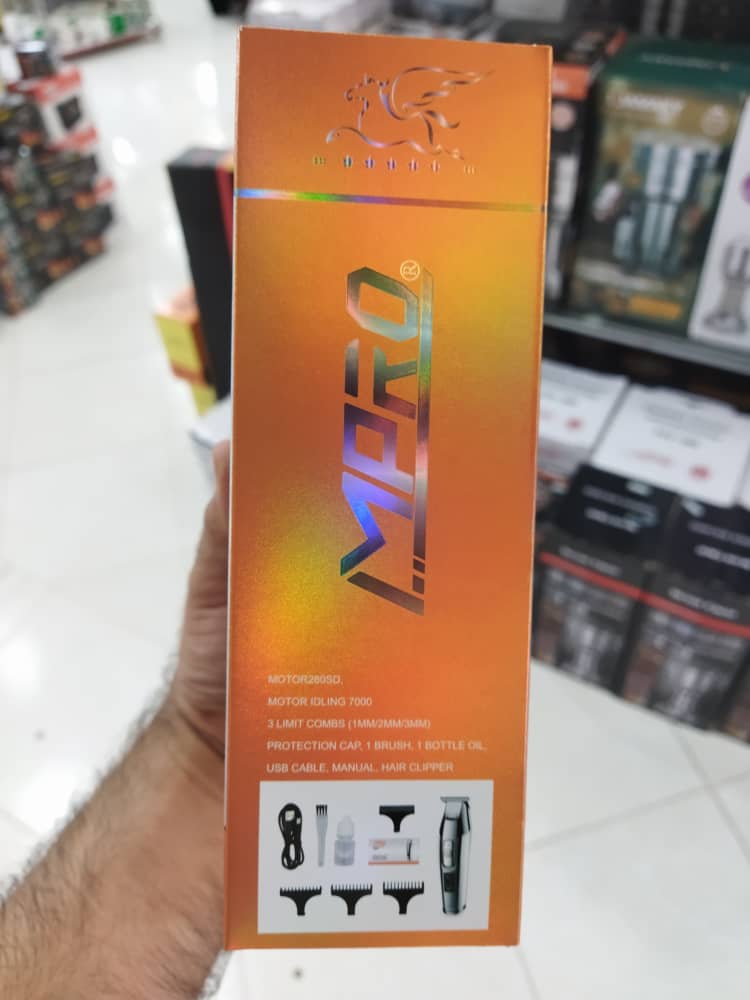 LMPRO®
MOTOR280SD,
MOTOR IDLING 7000
3 LIMIT COMBS (1MM/2MM/3MM)
PROTECTION CAP, 1 BRUSH, 1 BOTTLE OIL,
USB CABLE, MANUAL, HAIR CLIPPER